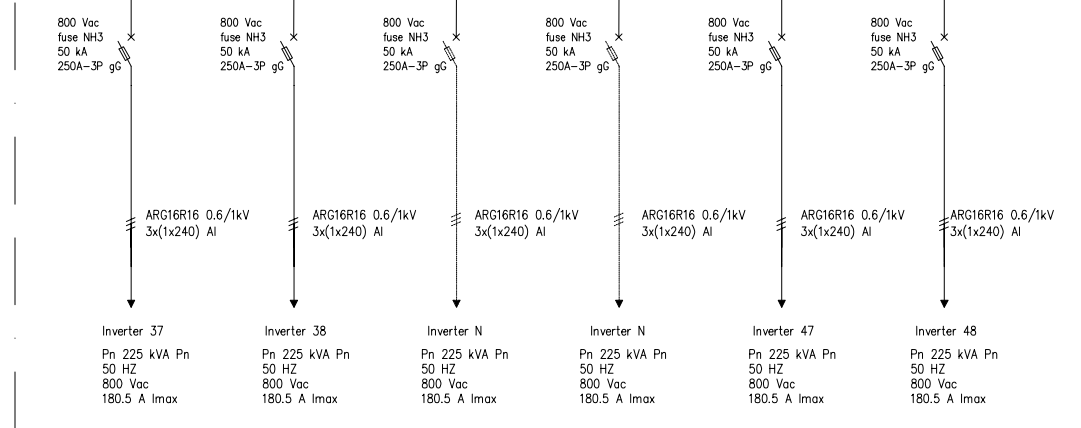 800 Vac
fuse NH3
50 kA
250A-3P gG
800 Vac
fuse NH3
50 kA
250A-3P gG
800 Vac
fuse NH3
50 kA
250A-3P gG
800 Vac
fuse NH3
50 kA
250A-3P gG
800 Vac
fuse NH3
50 kA
250A-3P gG
800 Vac
fuse NH3
50 kA
250A-3P gG
ARG16R16 0.6/1kV
3x(1x240) Al
ARG16R16 0.6/1kV
3x(1x240) Al
ARG16R16 0.6/1kV
3x(1x240) Al
ARG16R16 0.6/1kV
3x(1x240) Al
ARG16R16 0.6/1kV
3x(1x240) Al
ARG16R16 0.6/1kV
3x(1x240) Al
Inverter 37
Pn 225 kVA Pn
50 HZ
800 Vac
180.5 A Imax
Inverter 38
Pn 225 kVA Pn
50 HZ
800 Vac
180.5 A Imax
Inverter N
Pn 225 kVA Pn
50 HZ
800 Vac
180.5 A Imax
Inverter N
Pn 225 kVA Pn
50 HZ
800 Vac
180.5 A Imax
Inverter 47
Pn 225 kVA Pn
50 HZ
800 Vac
180.5 A Imax
Inverter 48
Pn 225 kVA Pn
50 HZ
800 Vac
180.5 A Imax